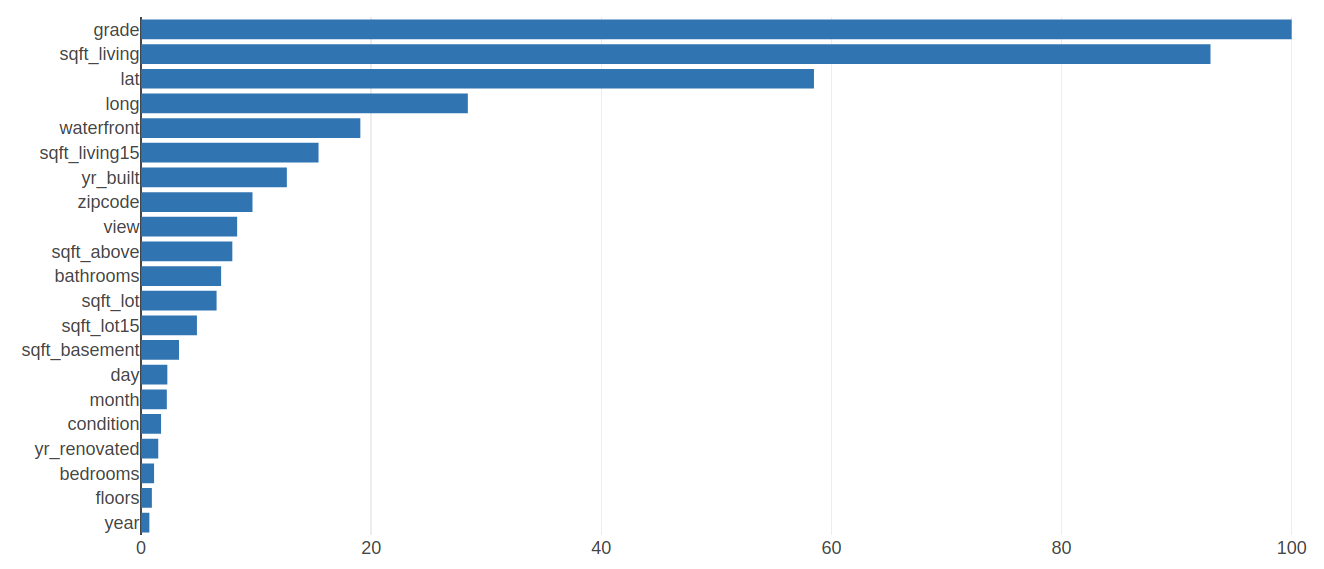 grade
sqft_living
lat
long
waterfront
sqft_living15
yr_built
zipcode
view
sqft_above
bathrooms
sqft_lot
sqft_lot15
sqft_basement
day
month
condition
yr_renovated
bedrooms
floors
year
0 20 40 60 80 100